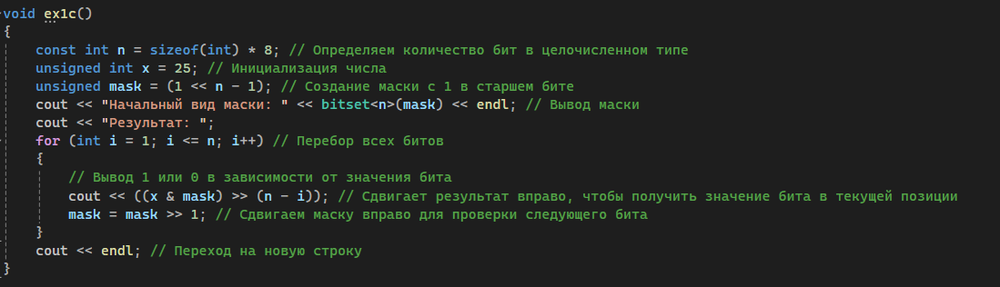 void ex1c()
{
const int n = sizeof(int) * 8; // Определяем количество бит в целочисленном типе
unsigned int x = 25; // Инициализация числа
unsigned mask = (1 << n - 1); // Создание маски с 1 в старшем бите
cout << "Начальный вид маски: " << bitset<n>(mask) << endl; // Вывод маски
cout << "Результат: ";
for (int i = 1; i <= n; i++) // Перебор всех битов
{
// Вывод 1 или 0 в зависимости от значения бита
cout << ((x & mask) >> (n - i)); // Сдвигает результат вправо, чтобы получить значение бита в текущей позиции
mask = mask >> 1; // Сдвигаем маску вправо для проверки следующего бита
}
cout << endl; // Переход на новую строку
}